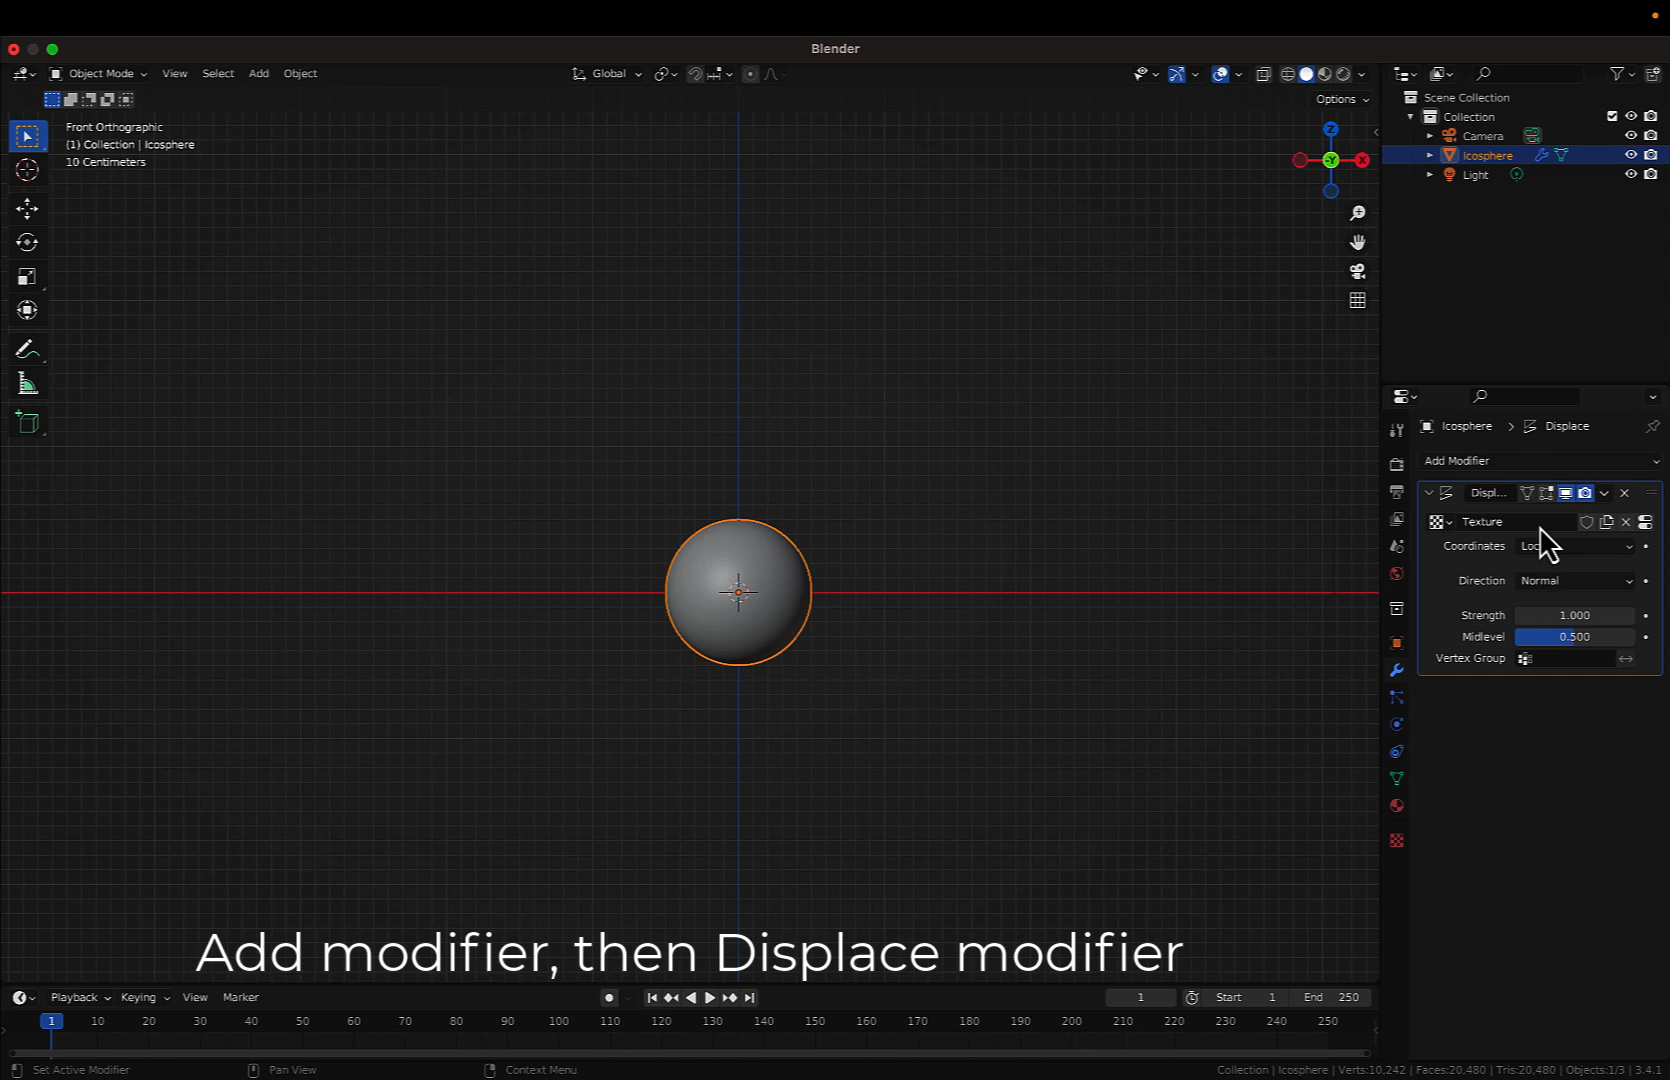 Blender
Object Mode View Select Add Object Global
Options
Front Orthographic
(1) Collection | Icosphere
10 Centimeters
Z
Y
X
Scene Collection
Collection
Camera
Icosphere
Light
Icosphere > Displace
Add Modifier
Displ...
Texture
Coordinates
Direction Normal
Strength 1.000
Midlevel 0.500
Vertex Group
Add modifier, then Displace modifier
Playback Keying View Marker 1 Start 1 End 250
1 10 20 30 40 50 60 70 80 90 100 110 120 130 140 150 160 170 180 190 200 210 220 230 240 250
Set Active Modifier Pan View Context Menu Collection | Icosphere | Verts:10,242 | Faces:20,480 | Tris:20,480 | Objects:1/3 | 3.4.1